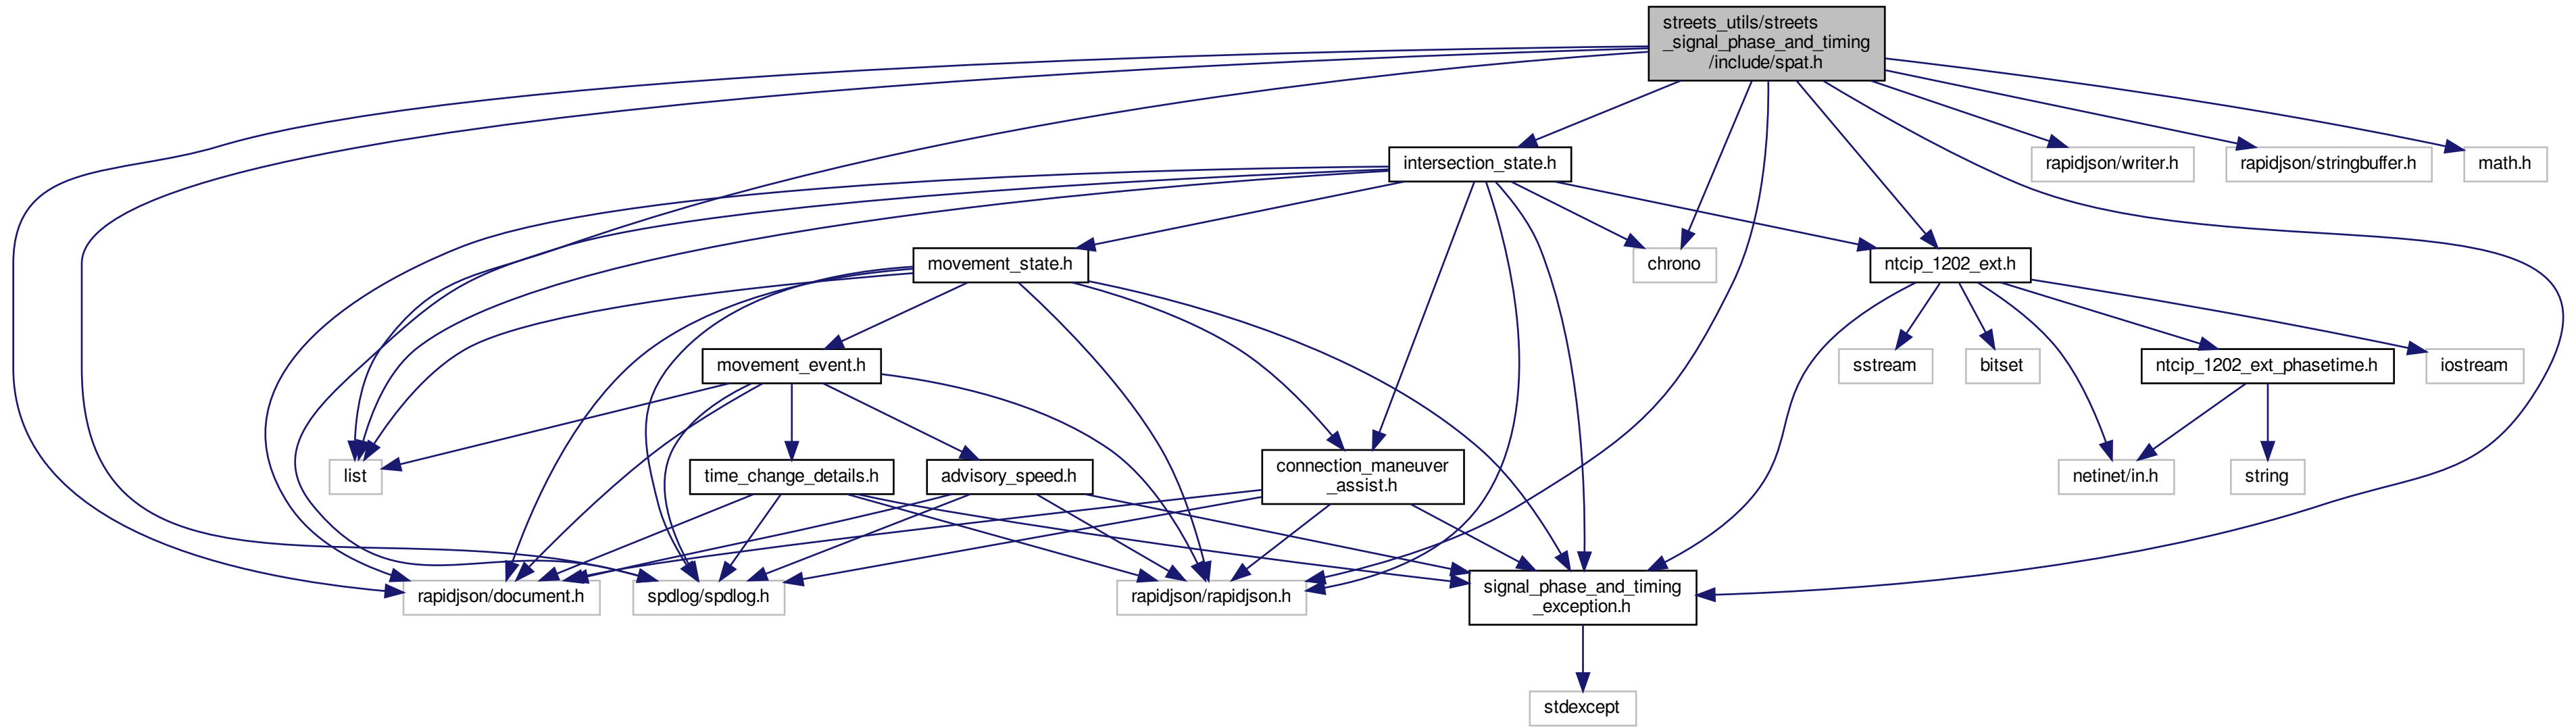 streets_utils/streets
_signal_phase_and_timing
/include/spat.h
intersection_state.h
rapidjson/writer.h
rapidjson/stringbuffer.h
math.h
movement_state.h
chrono
ntcip_1202_ext.h
movement_event.h
sstream
bitset
ntcip_1202_ext_phasetime.h
iostream
list
time_change_details.h
advisory_speed.h
connection_maneuver
_assist.h
netinet/in.h
string
rapidjson/document.h
spdlog/spdlog.h
rapidjson/rapidjson.h
signal_phase_and_timing
_exception.h
stdexcept